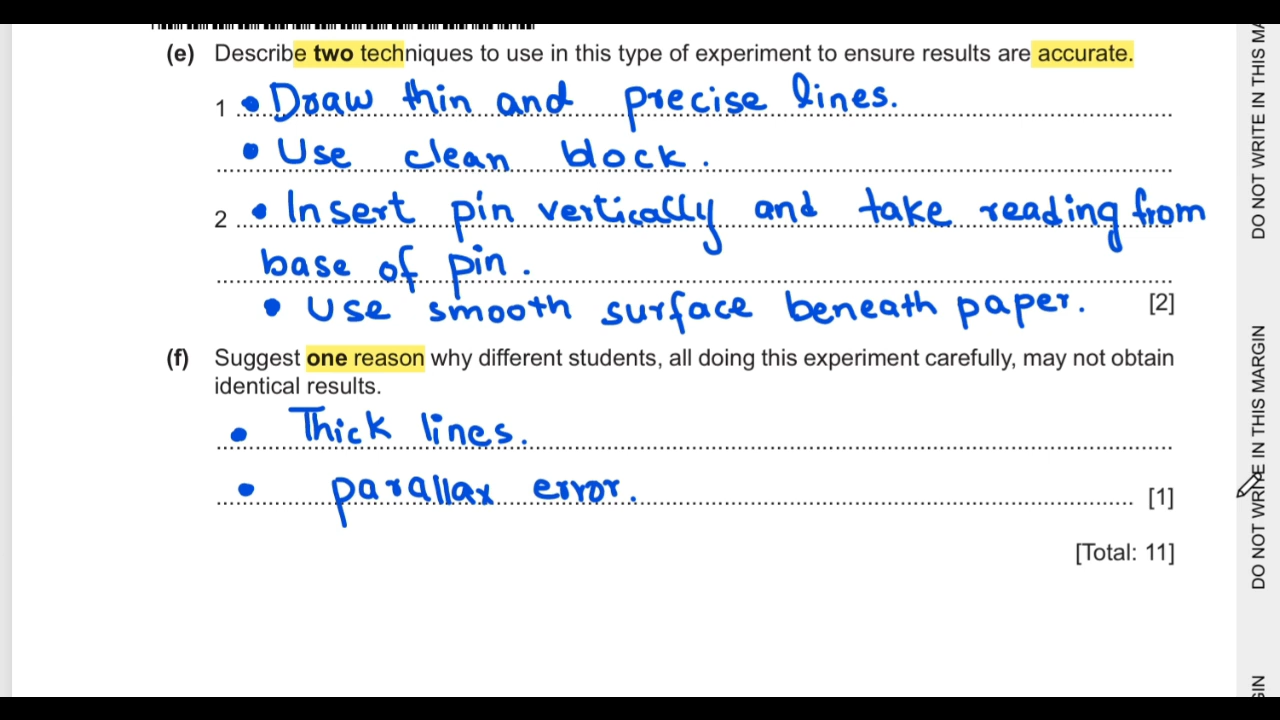 (e) Describe two techniques to use in this type of experiment to ensure results are accurate.
1 • Draw thin and precise lines.
• Use clean block.
2 • Insert pin vertically and take reading from
base of pin.
• Use smooth surface beneath paper. [2]
(f) Suggest one reason why different students, all doing this experiment carefully, may not obtain
identical results.
• Thick lines.
• parallax error. [1]
[Total: 11]
DO NOT WRITE IN THIS MA
DO NOT WRITE IN THIS MARGIN
GIN